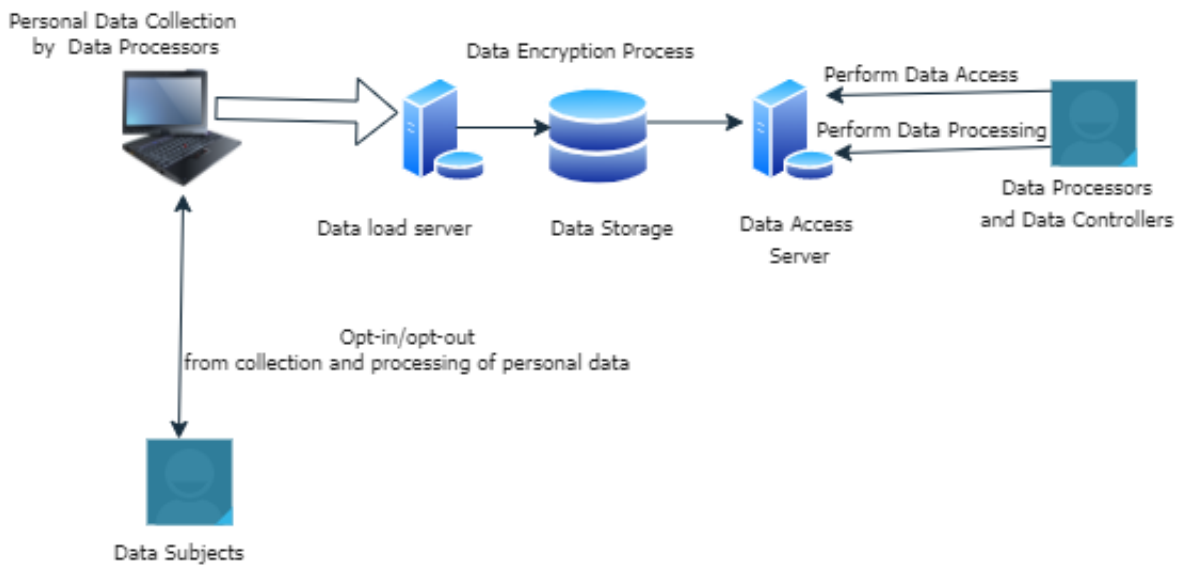 Personal Data Collection
by Data Processors
Data Encryption Process
Perform Data Access
Perform Data Processing
Data Processors
and Data Controllers
Data load server
Data Storage
Data Access
Server
Opt-in/opt-out
from collection and processing of personal data
Data Subjects